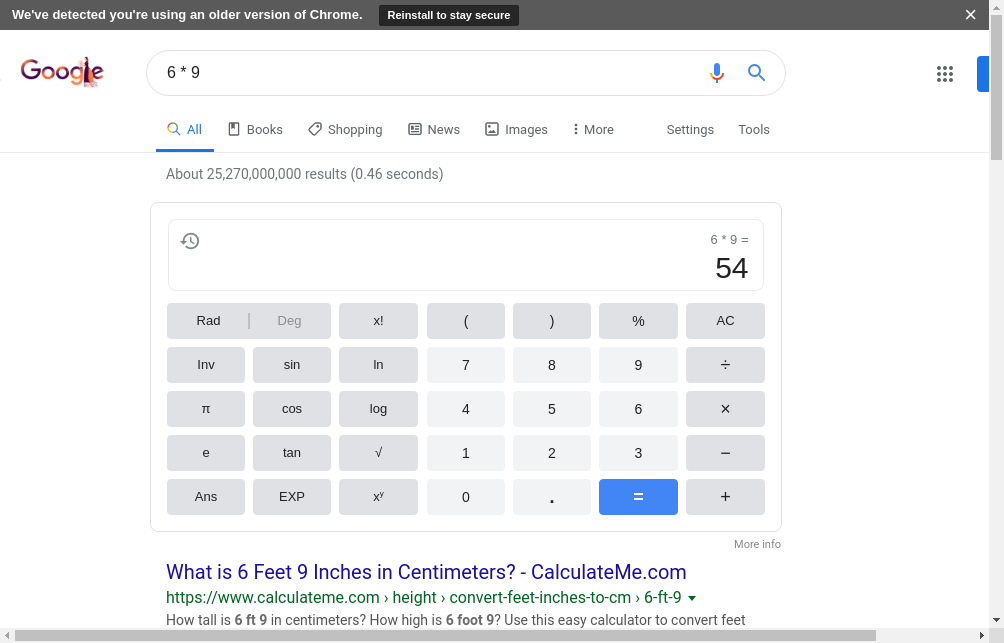 We've detected you're using an older version of Chrome. Reinstall to stay secure ×
Google
6 * 9
All Books Shopping News Images More Settings Tools
About 25,270,000,000 results (0.46 seconds)
6 * 9 =
54
Rad | Deg x! ( ) % AC
Inv sin ln 7 8 9 ÷
π cos log 4 5 6 ×
e tan √ 1 2 3 −
Ans EXP xʸ 0 . = +
More info
What is 6 Feet 9 Inches in Centimeters? - CalculateMe.com
https://www.calculateme.com › height › convert-feet-inches-to-cm › 6-ft-9
How tall is 6 ft 9 in centimeters? How high is 6 foot 9? Use this easy calculator to convert feet